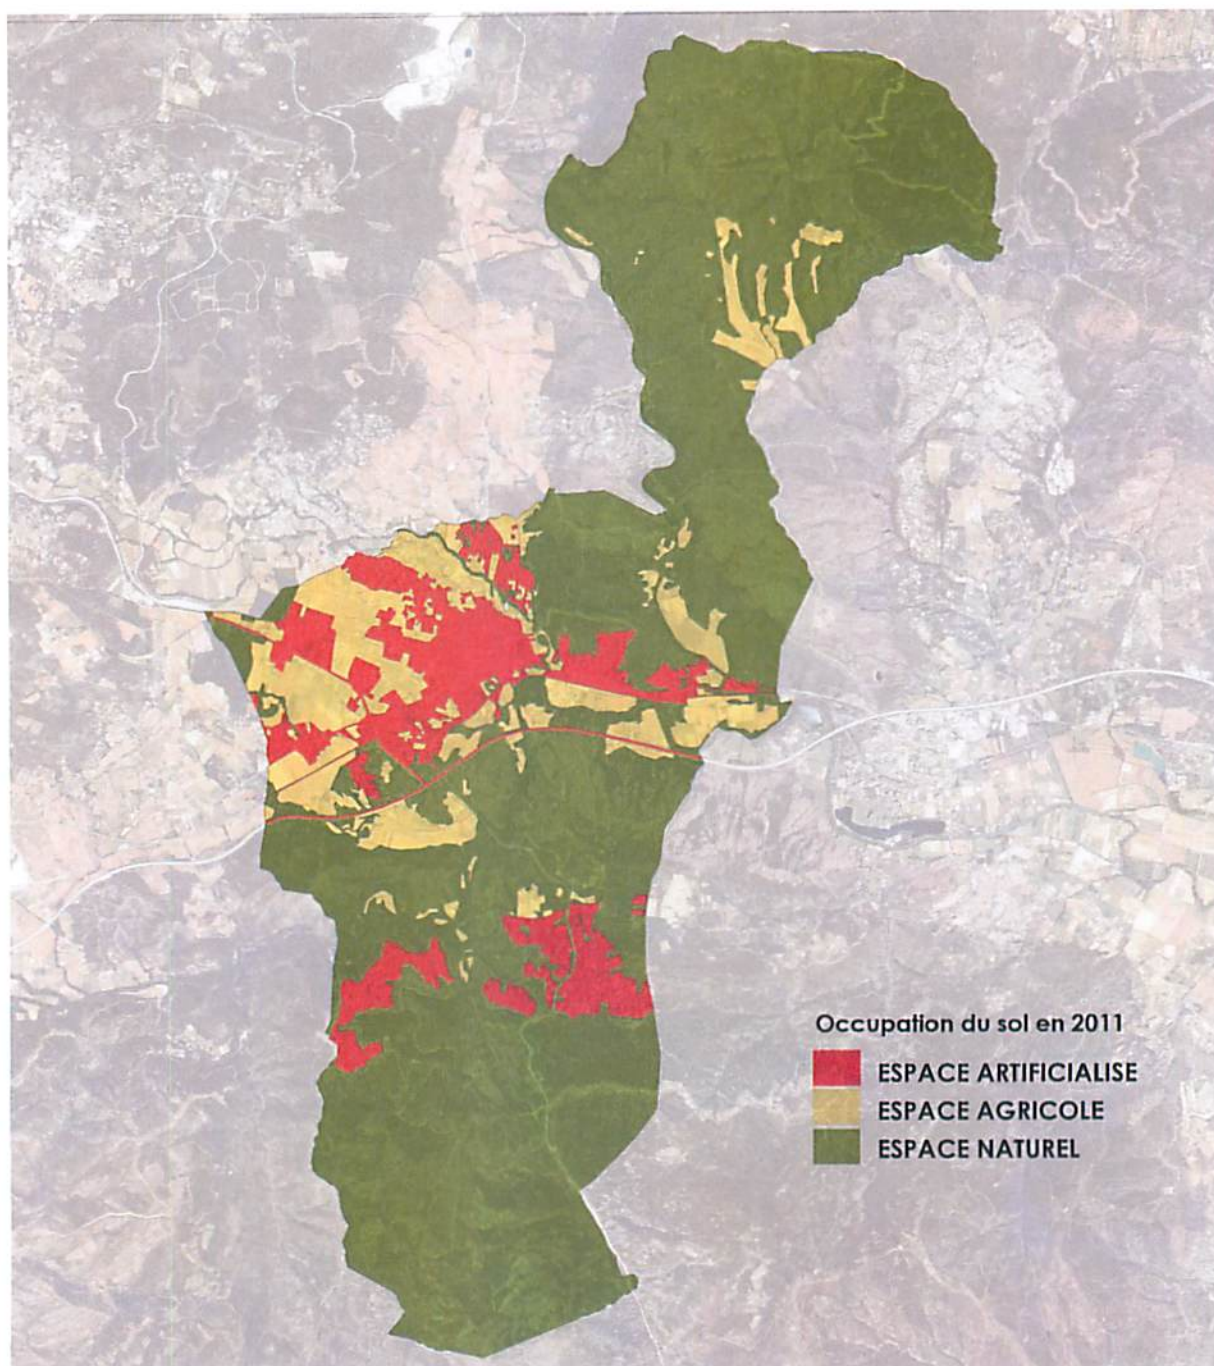 Occupation du sol en 2011
ESPACE ARTIFICIALISE
ESPACE AGRICOLE
ESPACE NATUREL